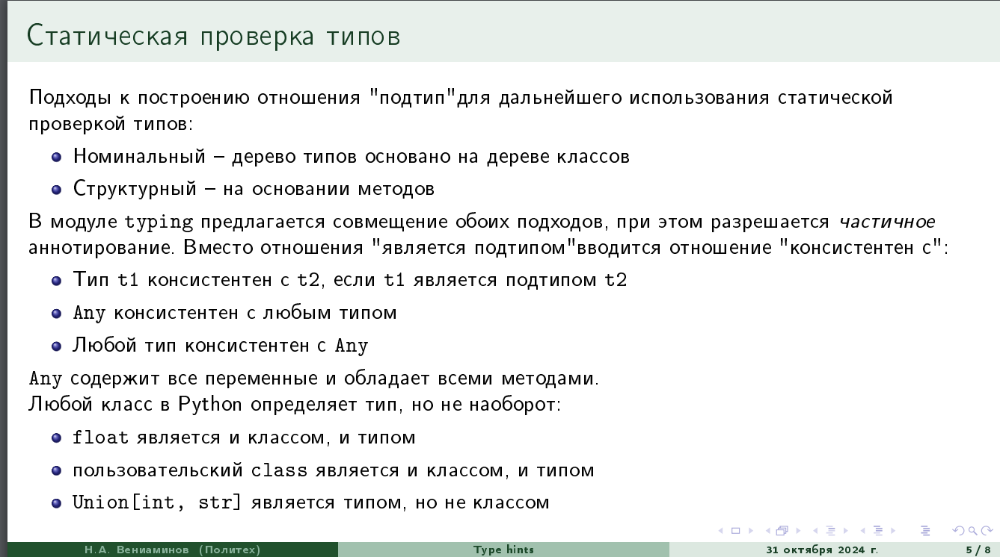 Статическая проверка типов
Подходы к построению отношения "подтип"для дальнейшего использования статической
проверкой типов:
Номинальный – дерево типов основано на дереве классов
Структурный – на основании методов
В модуле typing предлагается совмещение обоих подходов, при этом разрешается частичное
аннотирование. Вместо отношения "является подтипом"вводится отношение "консистентен с":
Тип t1 консистентен с t2, если t1 является подтипом t2
Any консистентен с любым типом
Любой тип консистентен с Any
Any содержит все переменные и обладает всеми методами.
Любой класс в Python определяет тип, но не наоборот:
float является и классом, и типом
пользовательский class является и классом, и типом
Union[int, str] является типом, но не классом
Н.А. Вениаминов (Политех) Type hints 31 октября 2024 г. 5 / 8